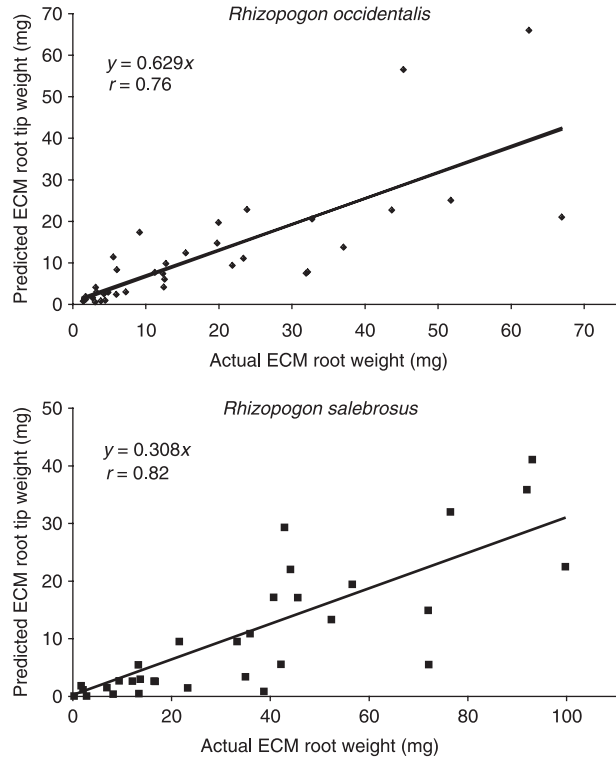 Rhizopogon occidentalis
70
60
50
40
30
20
10
0
y = 0.629x
r = 0.76
Predicted ECM root tip weight (mg)
0 10 20 30 40 50 60 70
Actual ECM root weight (mg)
Rhizopogon salebrosus
50
40
30
20
10
0
y = 0.308x
r = 0.82
Predicted ECM root tip weight (mg)
0 20 40 60 80 100
Actual ECM root weight (mg)